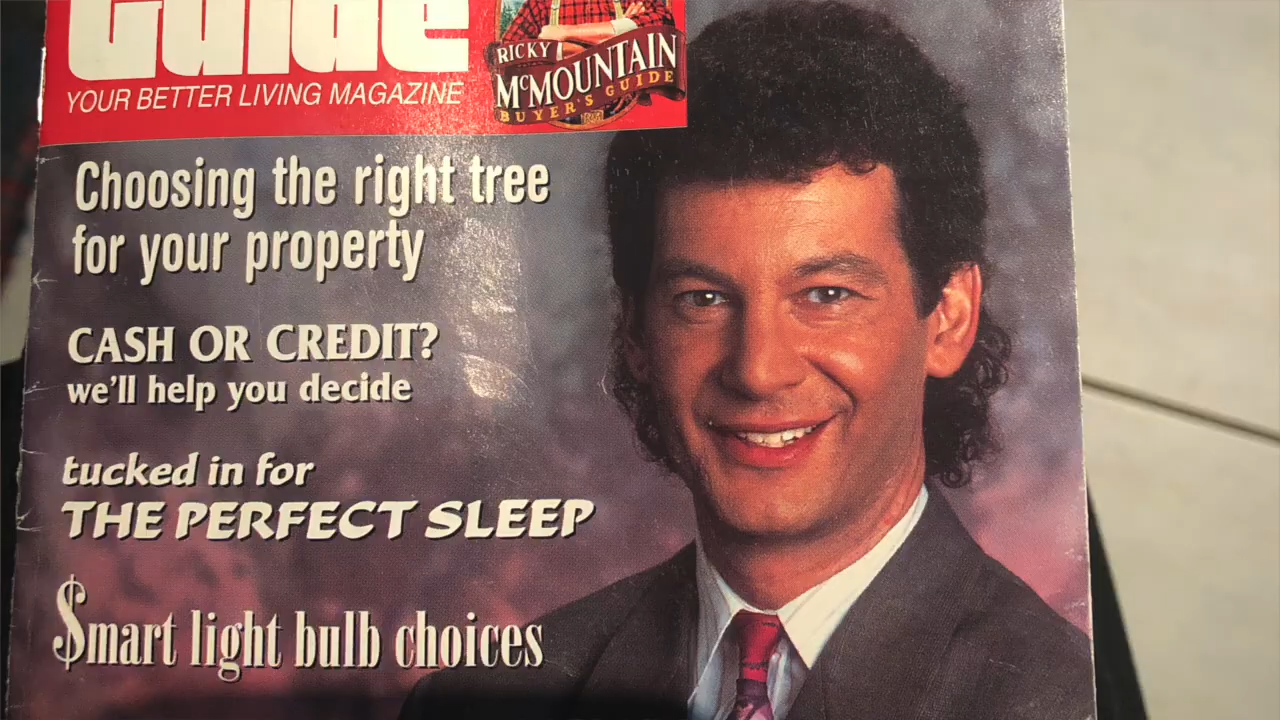 Guide
YOUR BETTER LIVING MAGAZINE
RICKY
McMOUNTAIN
BUYER'S GUIDE
Choosing the right tree
for your property
CASH OR CREDIT?
we'll help you decide
tucked in for
THE PERFECT SLEEP
$mart light bulb choices